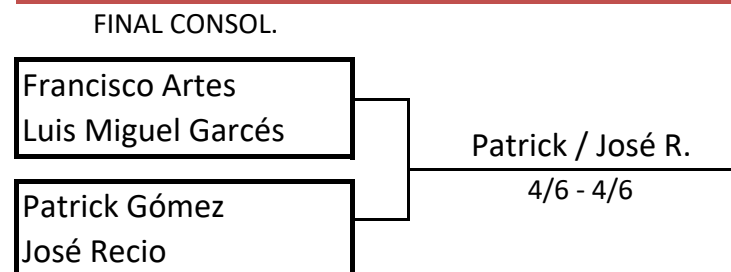 FINAL CONSOL.
Francisco Artes
Luis Miguel Garcés
Patrick / José R.
4/6 - 4/6
Patrick Gómez
José Recio